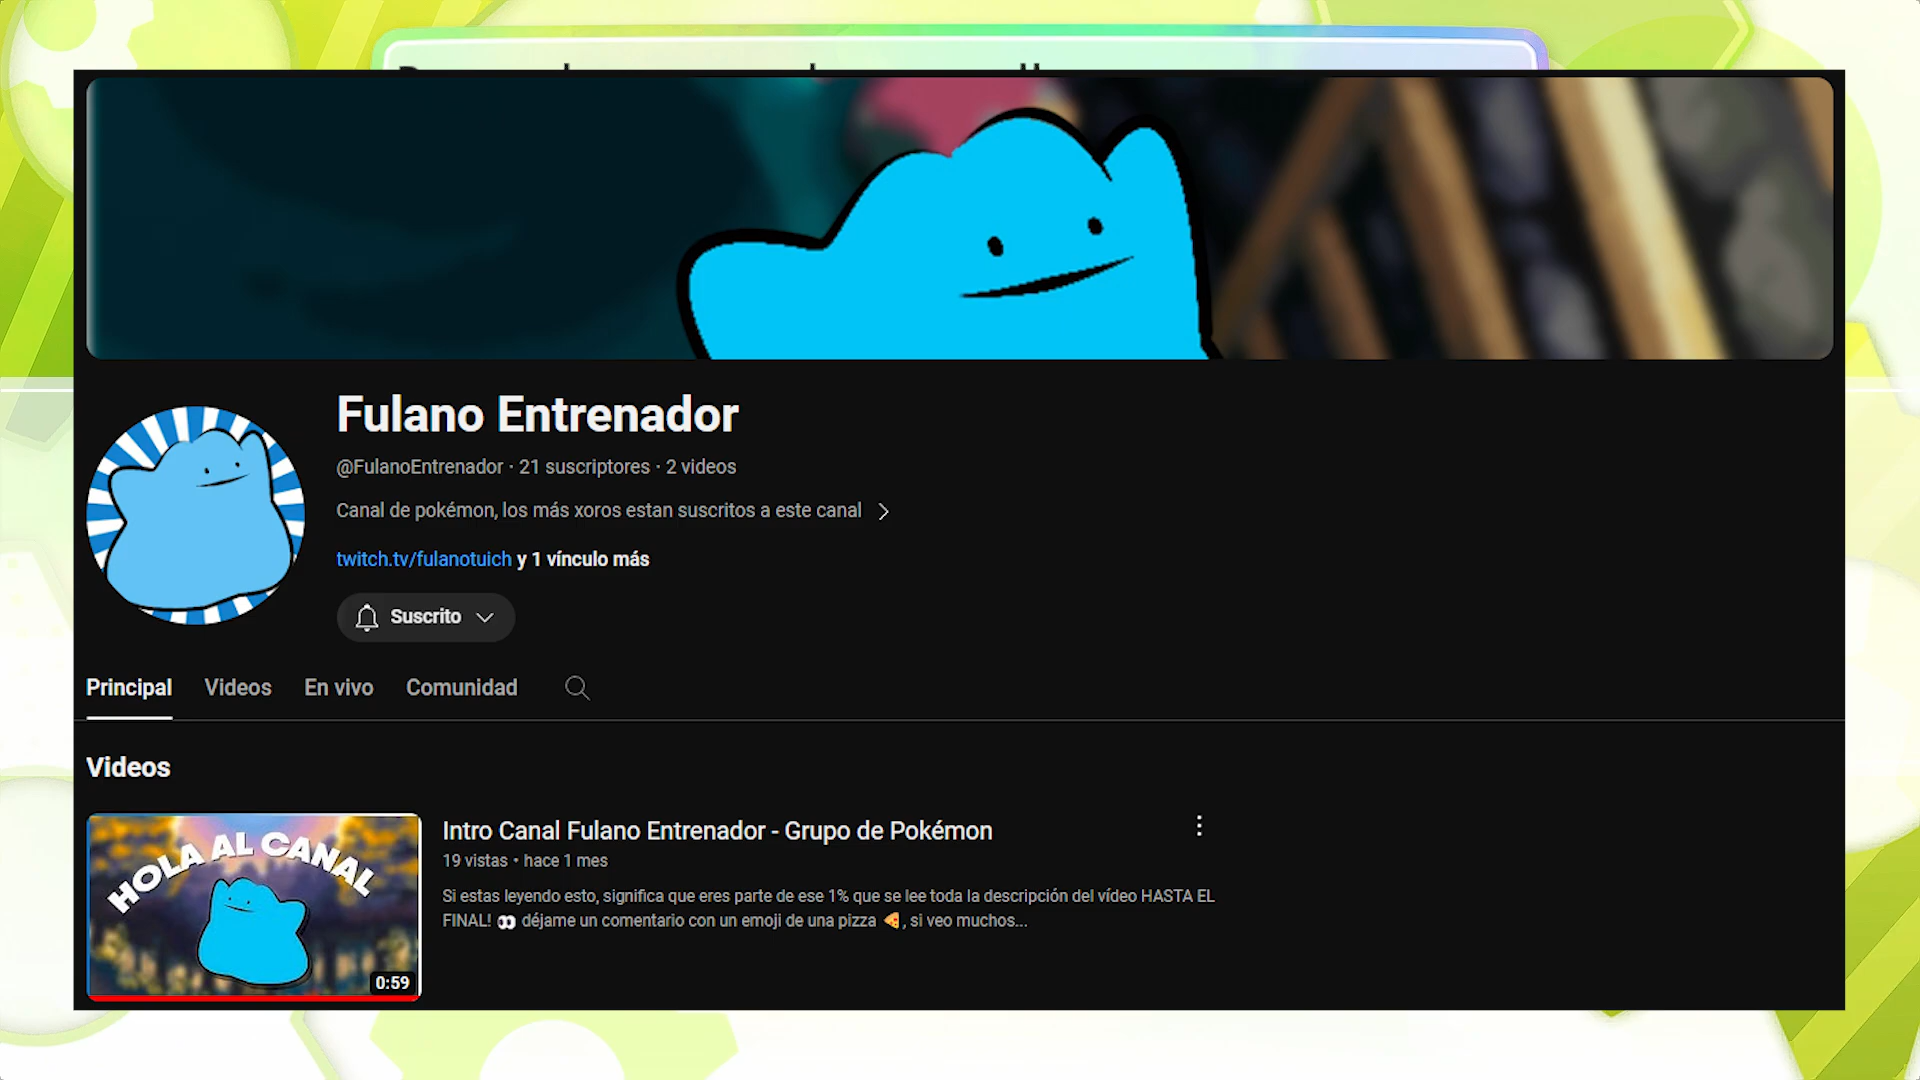 Fulano Entrenador
@FulanoEntrenador · 21 suscriptores · 2 videos
Canal de pokémon, los más xoros estan suscritos a este canal
twitch.tv/fulanotuich y 1 vínculo más
Suscrito
Principal Videos En vivo Comunidad
Videos
HOLA AL CANAL
0:59
Intro Canal Fulano Entrenador - Grupo de Pokémon
19 vistas • hace 1 mes
Si estas leyendo esto, significa que eres parte de ese 1% que se lee toda la descripción del vídeo HASTA EL
FINAL! 👀 déjame un comentario con un emoji de una pizza 🍕, si veo muchos...